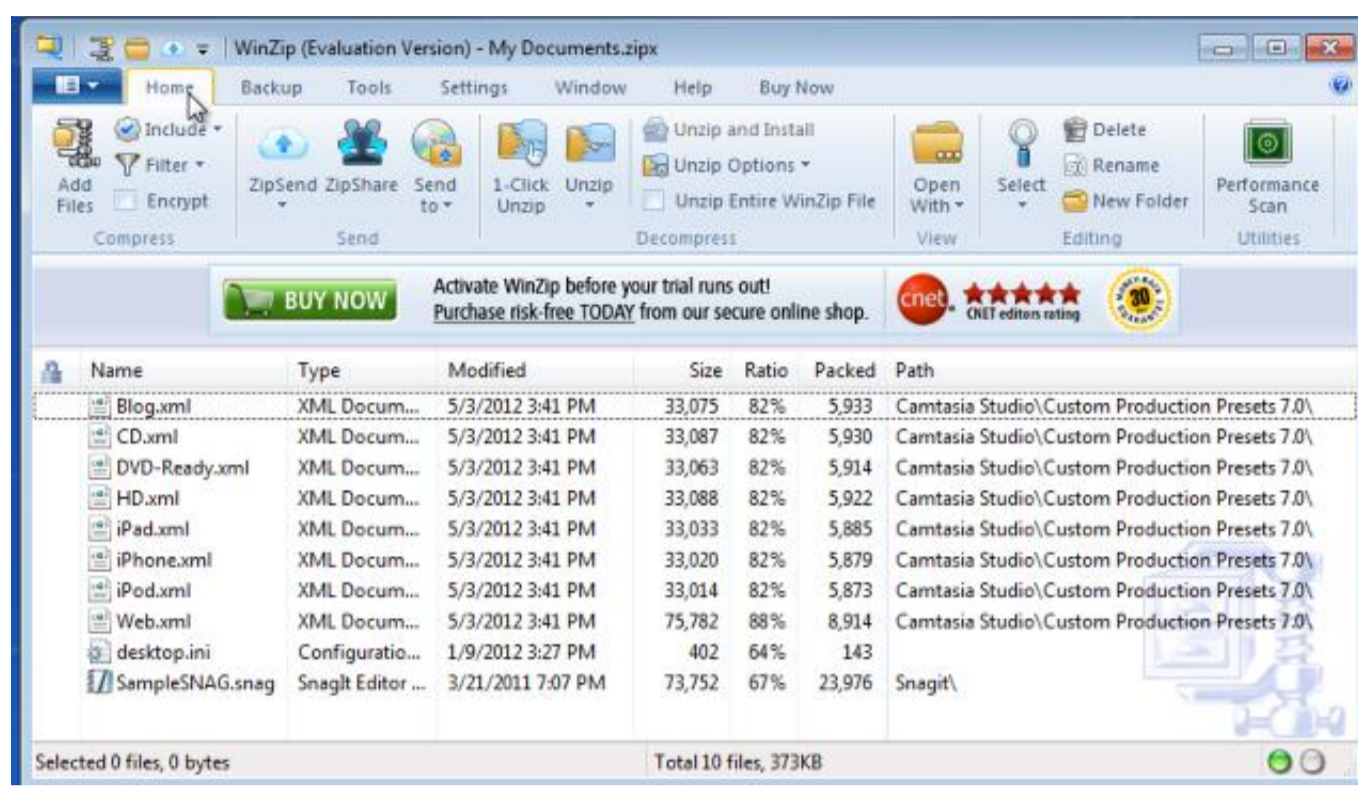 WinZip (Evaluation Version) - My Documents.zipx
Home Backup Tools Settings Window Help Buy Now
Add Files
Include
Filter
Encrypt
Compress
ZipSend ZipShare Send to
Send
1-Click Unzip
Unzip
Unzip and Install
Unzip Options
Unzip Entire WinZip File
Decompress
Open With
View
Select
Delete
Rename
New Folder
Editing
Performance Scan
Utilities
BUY NOW
Activate WinZip before your trial runs out!
Purchase risk-free TODAY from our secure online shop.
cnet
CNET editors rating
MONEY-BACK 30 GUARANTEE
Name Type Modified Size Ratio Packed Path
Blog.xml XML Docum... 5/3/2012 3:41 PM 33,075 82% 5,933 Camtasia Studio\Custom Production Presets 7.0\
CD.xml XML Docum... 5/3/2012 3:41 PM 33,087 82% 5,930 Camtasia Studio\Custom Production Presets 7.0\
DVD-Ready.xml XML Docum... 5/3/2012 3:41 PM 33,063 82% 5,914 Camtasia Studio\Custom Production Presets 7.0\
HD.xml XML Docum... 5/3/2012 3:41 PM 33,088 82% 5,922 Camtasia Studio\Custom Production Presets 7.0\
iPad.xml XML Docum... 5/3/2012 3:41 PM 33,033 82% 5,885 Camtasia Studio\Custom Production Presets 7.0\
iPhone.xml XML Docum... 5/3/2012 3:41 PM 33,020 82% 5,879 Camtasia Studio\Custom Production Presets 7.0\
iPod.xml XML Docum... 5/3/2012 3:41 PM 33,014 82% 5,873 Camtasia Studio\Custom Production Presets 7.0\
Web.xml XML Docum... 5/3/2012 3:41 PM 75,782 88% 8,914 Camtasia Studio\Custom Production Presets 7.0\
desktop.ini Configuratio... 1/9/2012 3:27 PM 402 64% 143
SampleSNAG.snag SnagIt Editor ... 3/21/2011 7:07 PM 73,752 67% 23,976 Snagit\
Selected 0 files, 0 bytes Total 10 files, 373KB